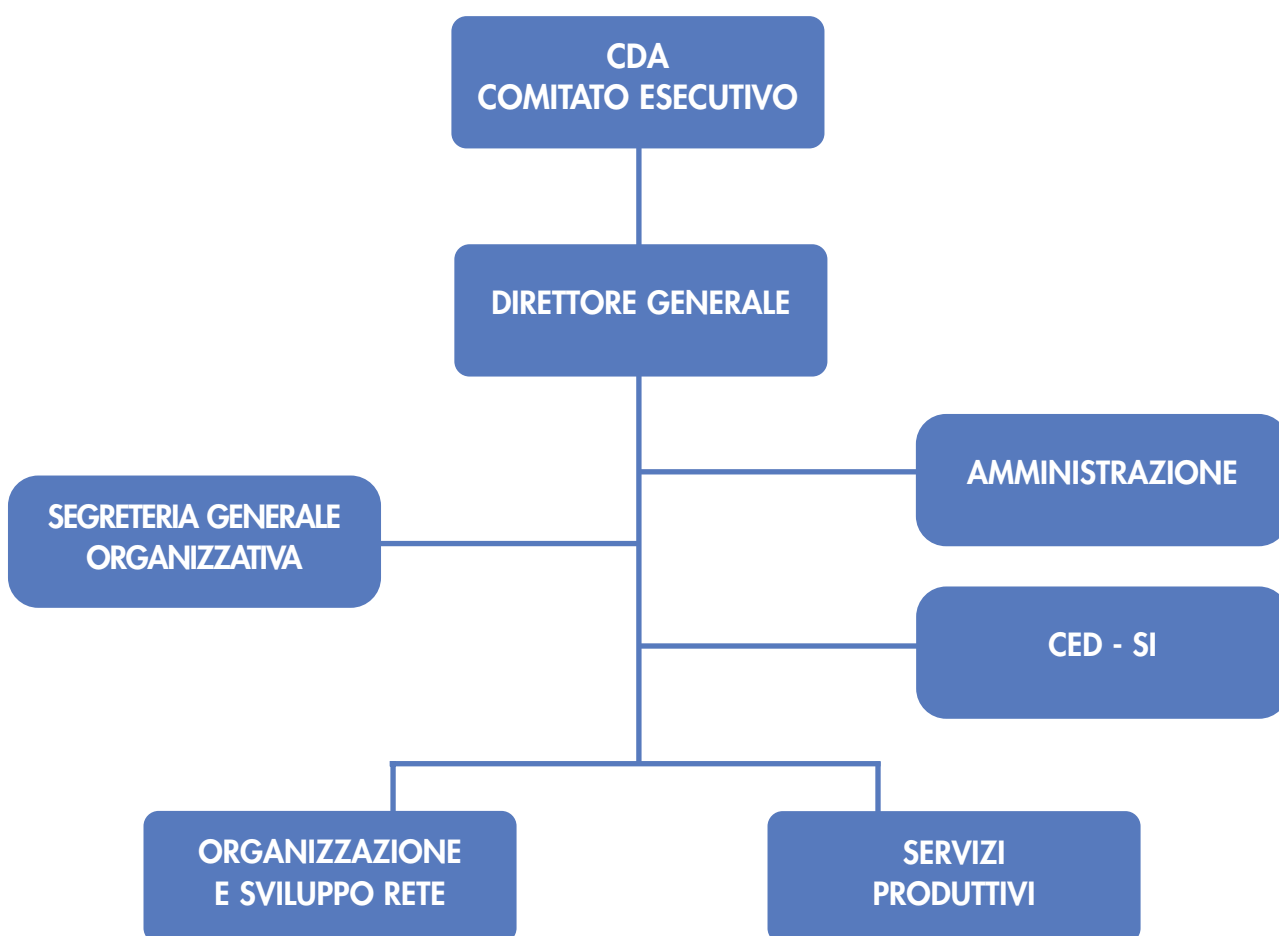 CDA
COMITATO ESECUTIVO
DIRETTORE GENERALE
AMMINISTRAZIONE
SEGRETERIA GENERALE
ORGANIZZATIVA
CED - SI
ORGANIZZAZIONE
E SVILUPPO RETE
SERVIZI
PRODUTTIVI